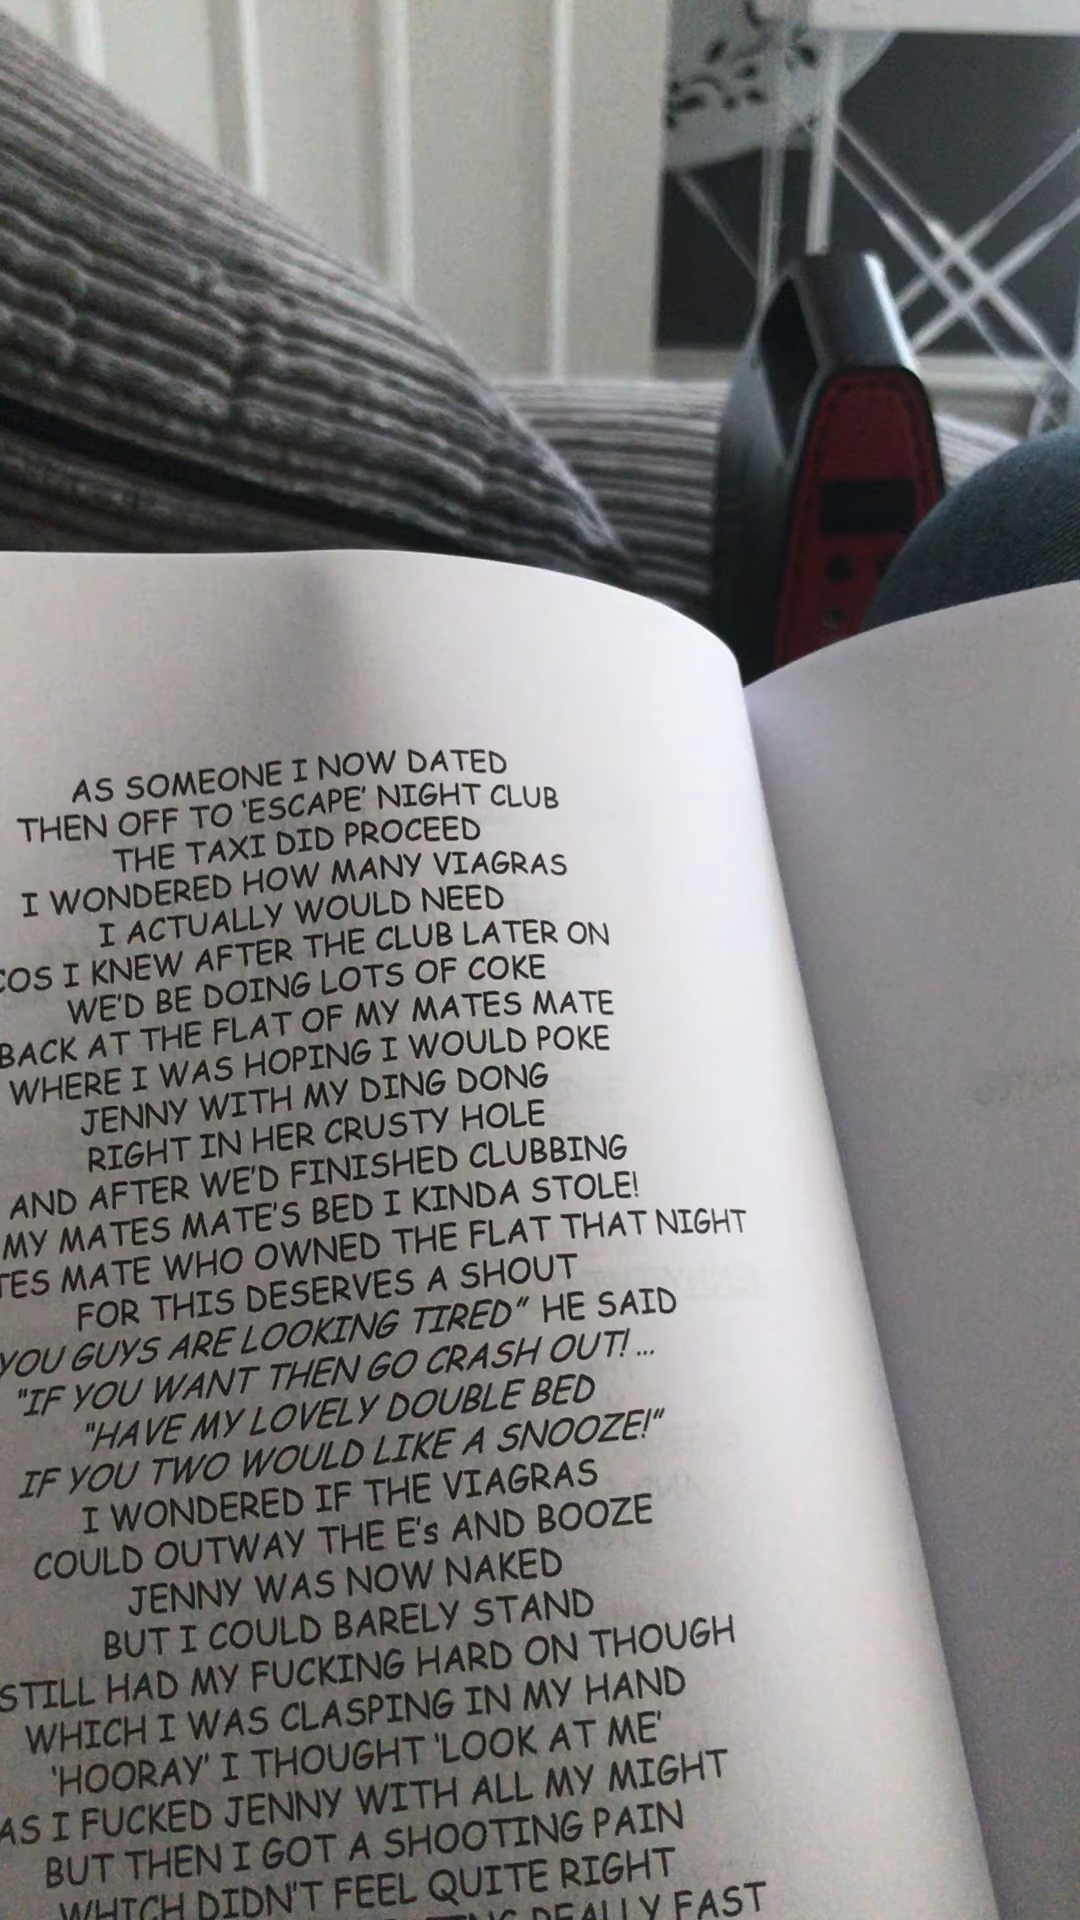 AS SOMEONE I NOW DATED
THEN OFF TO 'ESCAPE' NIGHT CLUB
THE TAXI DID PROCEED
I WONDERED HOW MANY VIAGRAS
I ACTUALLY WOULD NEED
COS I KNEW AFTER THE CLUB LATER ON
WE'D BE DOING LOTS OF COKE
BACK AT THE FLAT OF MY MATES MATE
WHERE I WAS HOPING I WOULD POKE
JENNY WITH MY DING DONG
RIGHT IN HER CRUSTY HOLE
AND AFTER WE'D FINISHED CLUBBING
MY MATES MATE'S BED I KINDA STOLE!
TES MATE WHO OWNED THE FLAT THAT NIGHT
FOR THIS DESERVES A SHOUT
YOU GUYS ARE LOOKING TIRED" HE SAID
"IF YOU WANT THEN GO CRASH OUT!...
"HAVE MY LOVELY DOUBLE BED
IF YOU TWO WOULD LIKE A SNOOZE!"
I WONDERED IF THE VIAGRAS
COULD OUTWAY THE E's AND BOOZE
JENNY WAS NOW NAKED
BUT I COULD BARELY STAND
STILL HAD MY FUCKING HARD ON THOUGH
WHICH I WAS CLASPING IN MY HAND
'HOORAY' I THOUGHT 'LOOK AT ME'
AS I FUCKED JENNY WITH ALL MY MIGHT
BUT THEN I GOT A SHOOTING PAIN
WHICH DIDN'T FEEL QUITE RIGHT
REALLY FAST